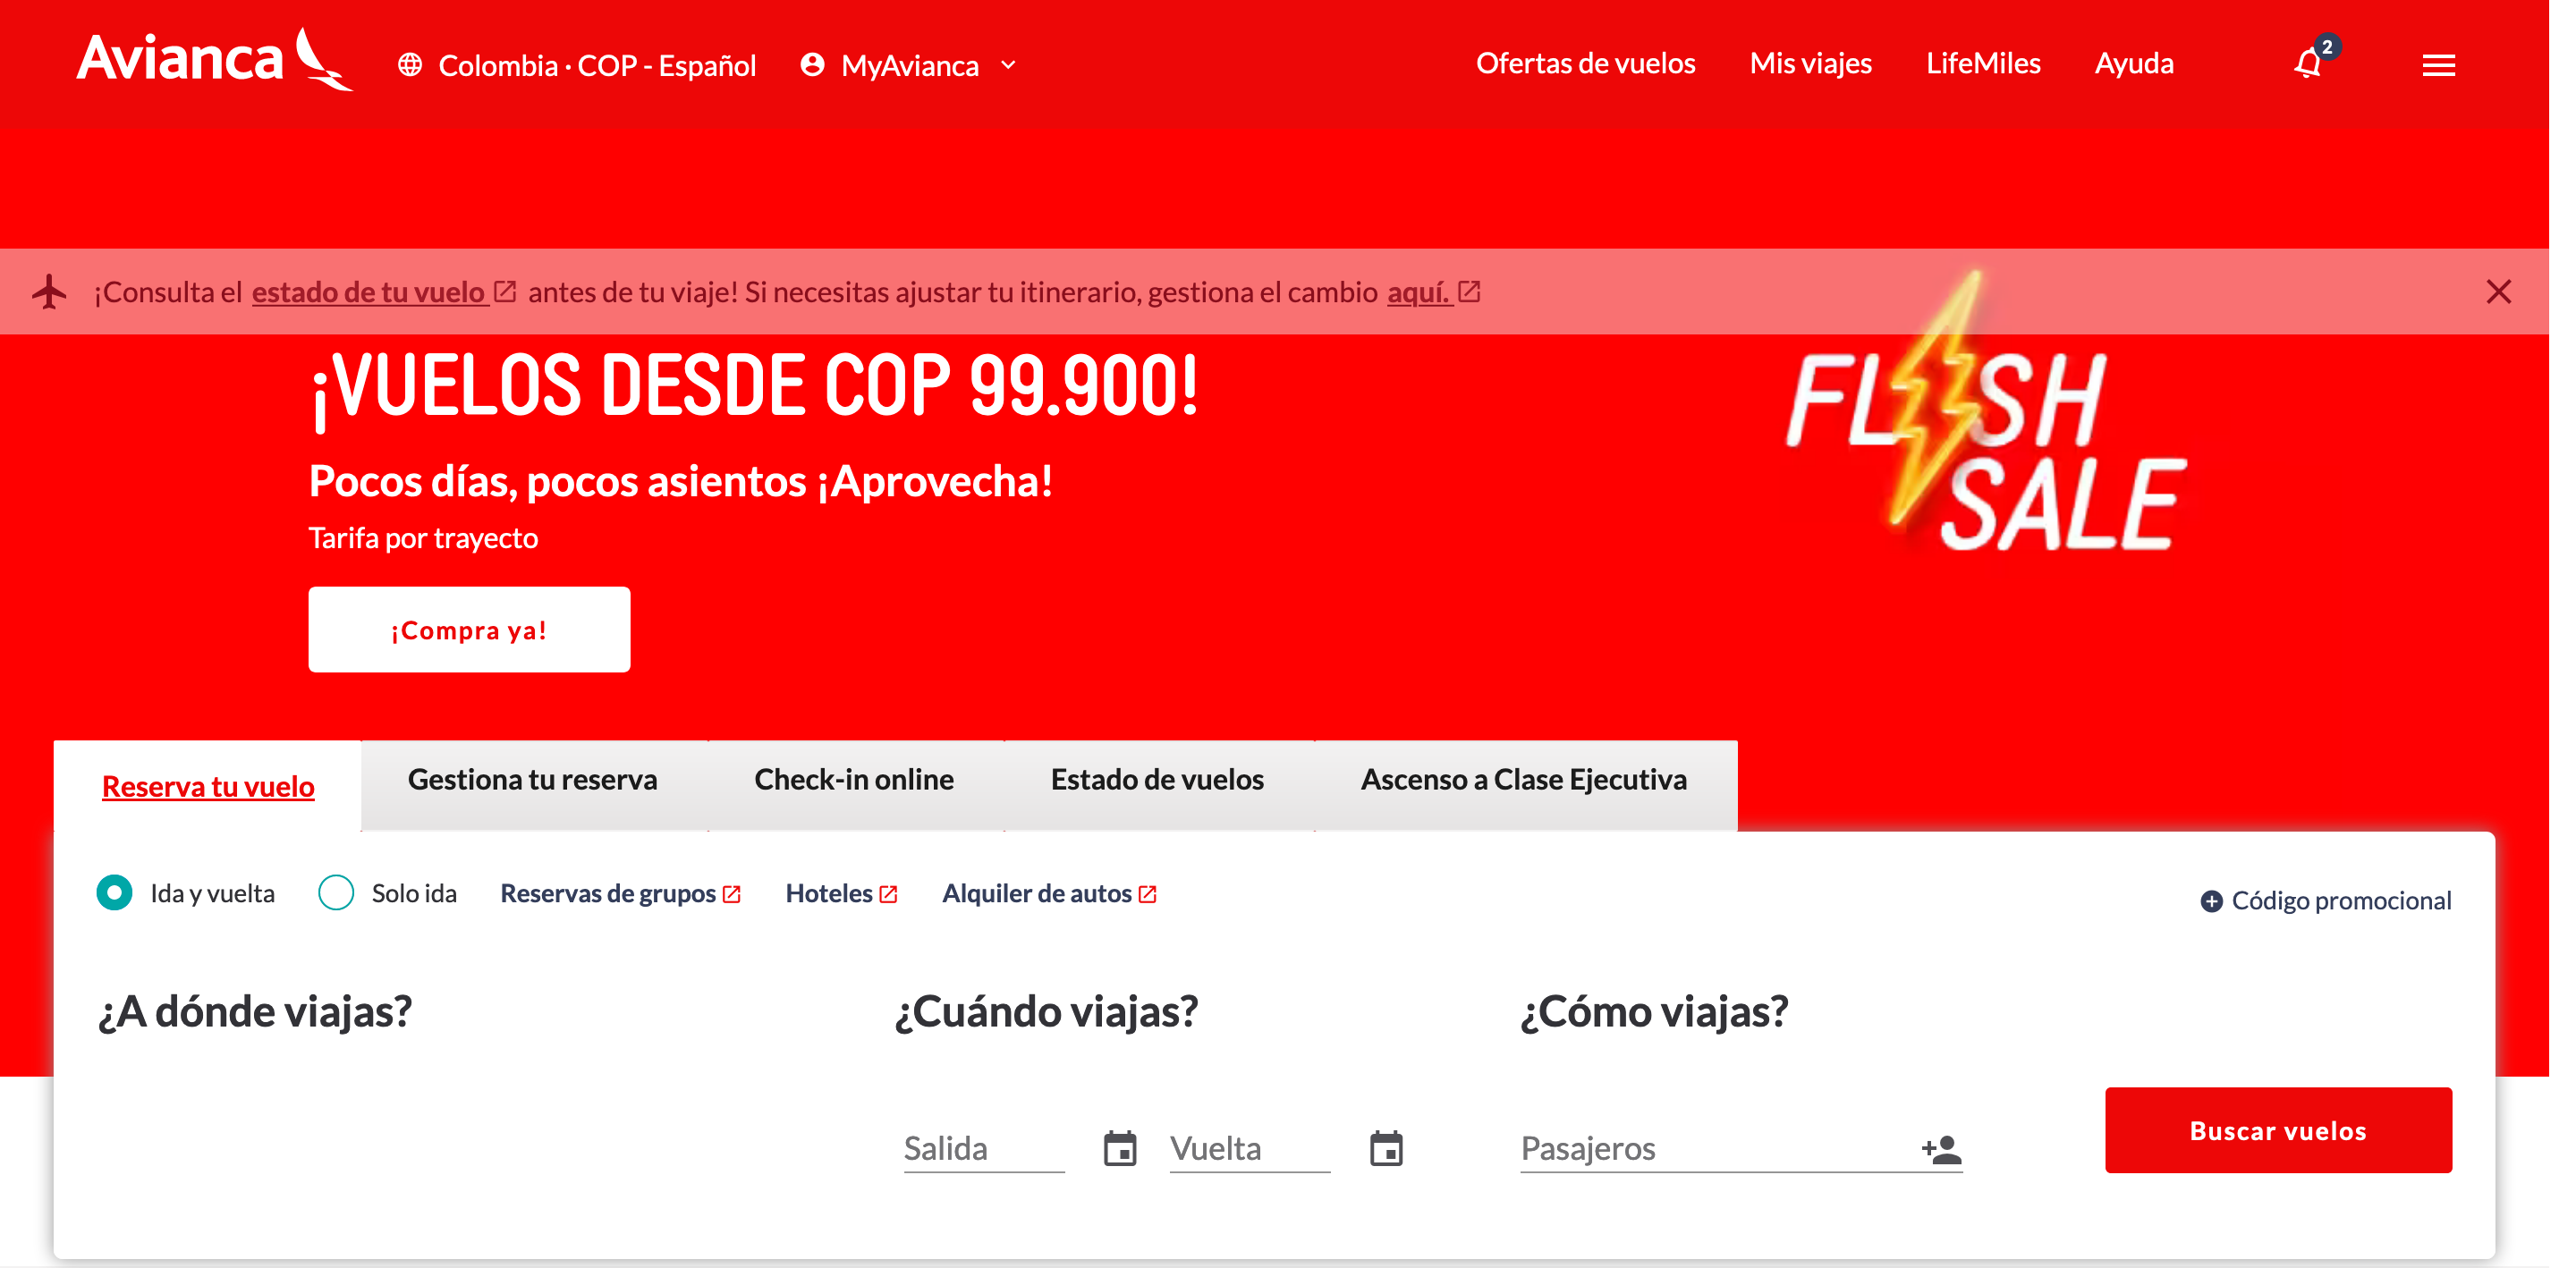 Avianca
Colombia · COP - Español
MyAvianca
Ofertas de vuelos
Mis viajes
LifeMiles
Ayuda
2
¡Consulta el estado de tu vuelo antes de tu viaje! Si necesitas ajustar tu itinerario, gestiona el cambio aquí.
¡VUELOS DESDE COP 99.900!
Pocos días, pocos asientos ¡Aprovecha!
Tarifa por trayecto
¡Compra ya!
FLASH
SALE
Reserva tu vuelo
Gestiona tu reserva
Check-in online
Estado de vuelos
Ascenso a Clase Ejecutiva
Ida y vuelta
Solo ida
Reservas de grupos
Hoteles
Alquiler de autos
Código promocional
¿A dónde viajas?
¿Cuándo viajas?
¿Cómo viajas?
Salida
Vuelta
Pasajeros
Buscar vuelos